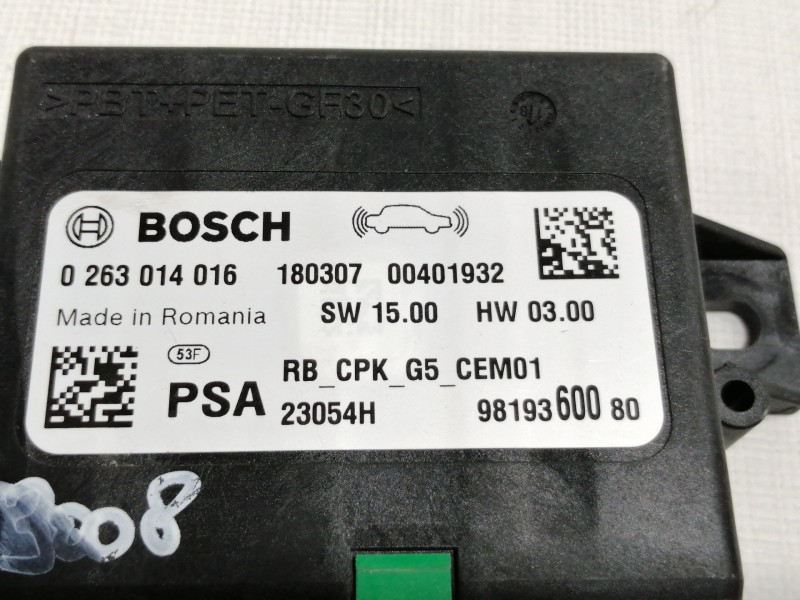 >PBT-PET-GF30<
BOSCH
0 263 014 016 180307 00401932
Made in Romania SW 15.00 HW 03.00
53F RB_CPK_G5_CEM01
PSA 23054H 98193 600 80
3008